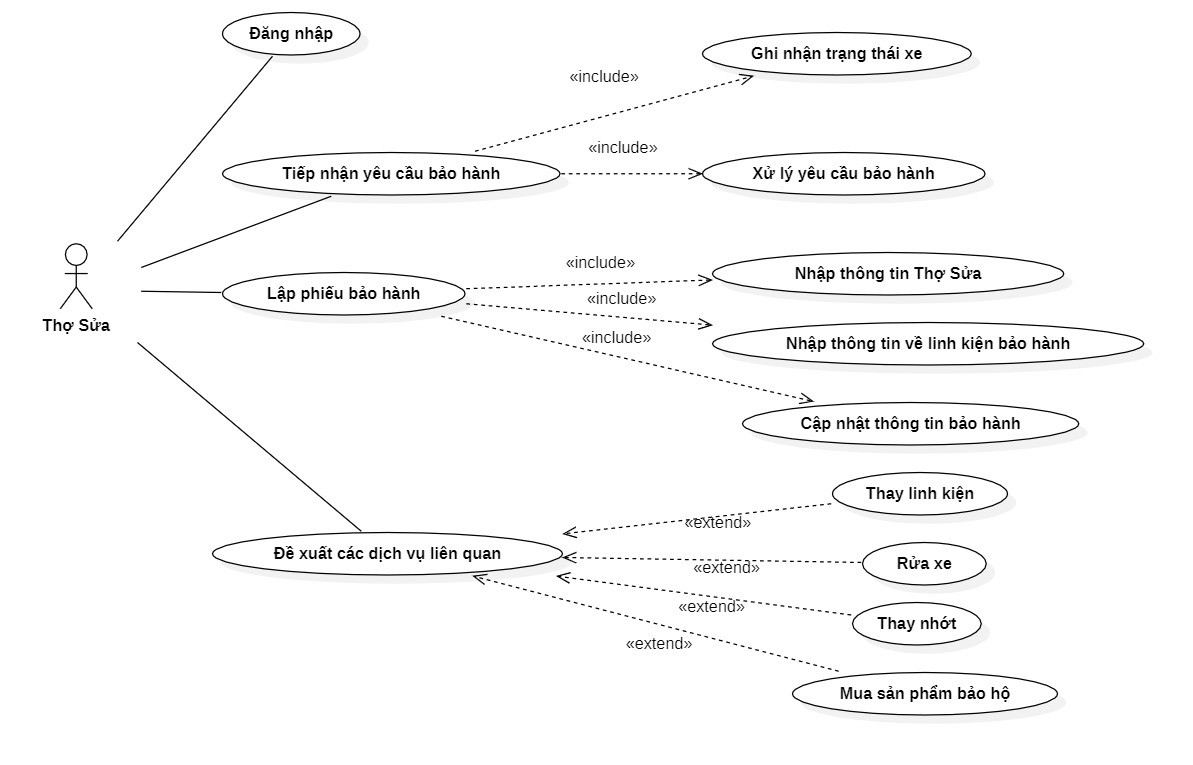 Đăng nhập
Ghi nhận trạng thái xe
«include»
«include»
Tiếp nhận yêu cầu bảo hành
Xử lý yêu cầu bảo hành
«include»
Nhập thông tin Thợ Sửa
Lập phiếu bảo hành
«include»
Thợ Sửa
«include»
Nhập thông tin về linh kiện bảo hành
Cập nhật thông tin bảo hành
Thay linh kiện
«extend»
Đề xuất các dịch vụ liên quan
Rửa xe
«extend»
«extend»
Thay nhớt
«extend»
Mua sản phẩm bảo hộ